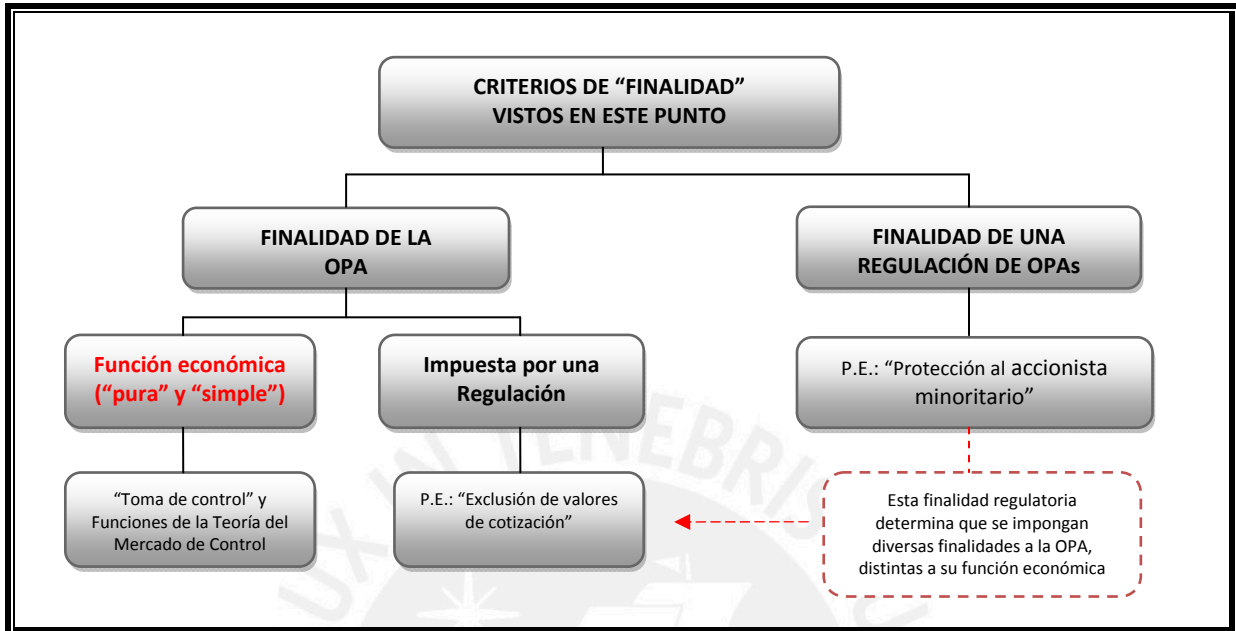 CRITERIOS DE “FINALIDAD”
VISTOS EN ESTE PUNTO
FINALIDAD DE LA
OPA
FINALIDAD DE UNA
REGULACIÓN DE OPAs
Función económica
(“pura” y “simple”)
Impuesta por una
Regulación
P.E.: “Protección al accionista
minoritario”
“Toma de control” y
Funciones de la Teoría del
Mercado de Control
P.E.: “Exclusión de valores
de cotización”
Esta finalidad regulatoria
determina que se impongan
diversas finalidades a la OPA,
distintas a su función económica
UX IN TENEBRIS